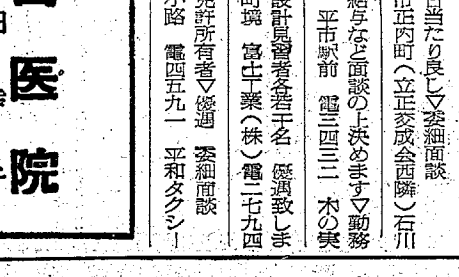 日当たり良し▽委細面談
市正内町(立正交成会西隣)石川
給与など面談の上決めます▽勤務
平市駅前 電三四三二 木の実
設計見習者各若干名 優遇致しま
町境 富士工業(株)電二七九四
免許所有者▽優遇 委細面談
小路 電四五九一 平和タクシー
医院